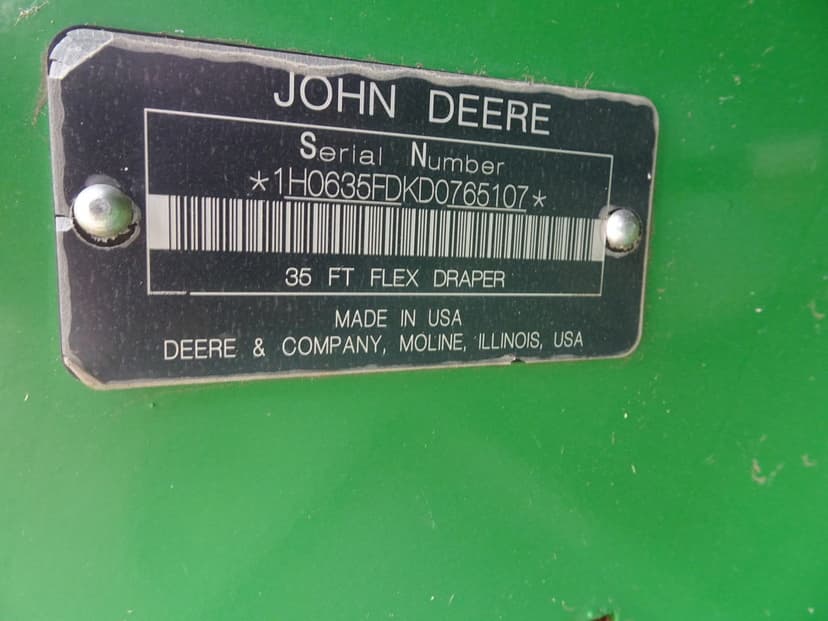 JOHN DEERE
Serial Number
*1H0635FDKD0765107*
35 FT FLEX DRAPER
MADE IN USA
DEERE & COMPANY, MOLINE, ILLINOIS, USA